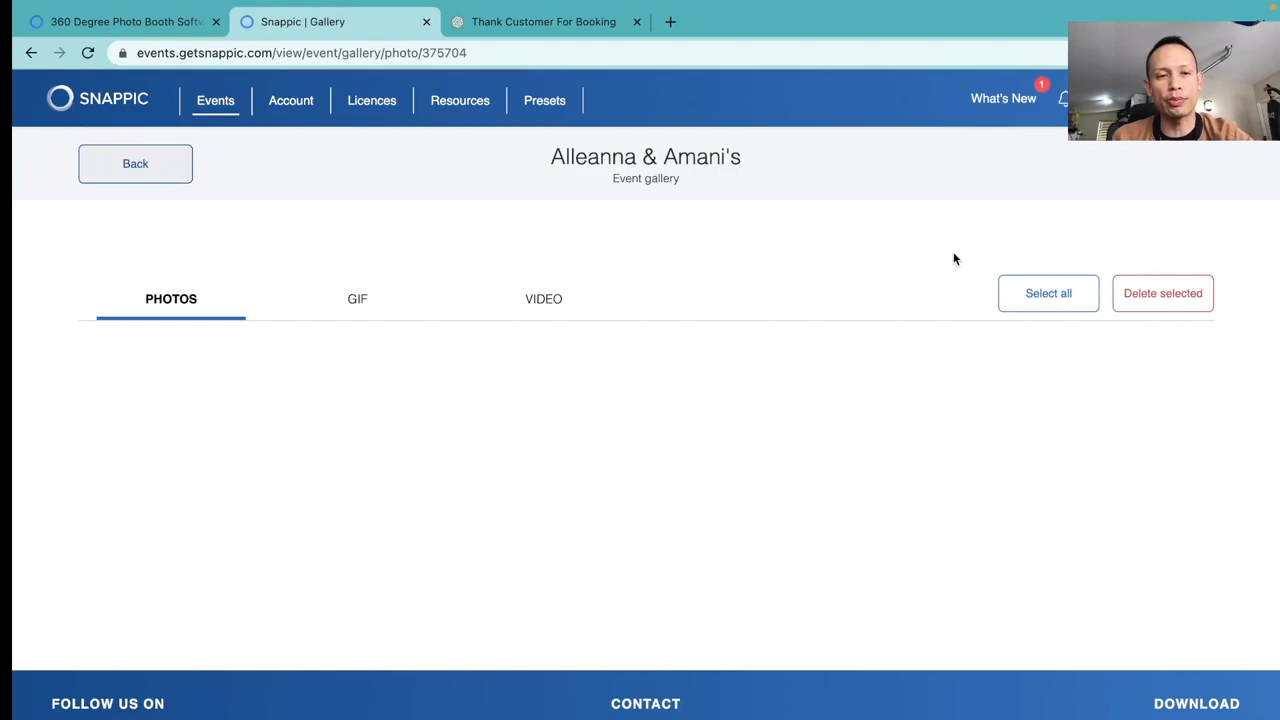 360 Degree Photo Booth Softw
Snappic | Gallery
Thank Customer For Booking
events.getsnappic.com/view/event/gallery/photo/375704
SNAPPIC
Events
Account
Licences
Resources
Presets
What's New
1
Back
Alleanna & Amani's
Event gallery
PHOTOS
GIF
VIDEO
Select all
Delete selected
FOLLOW US ON
CONTACT
DOWNLOAD